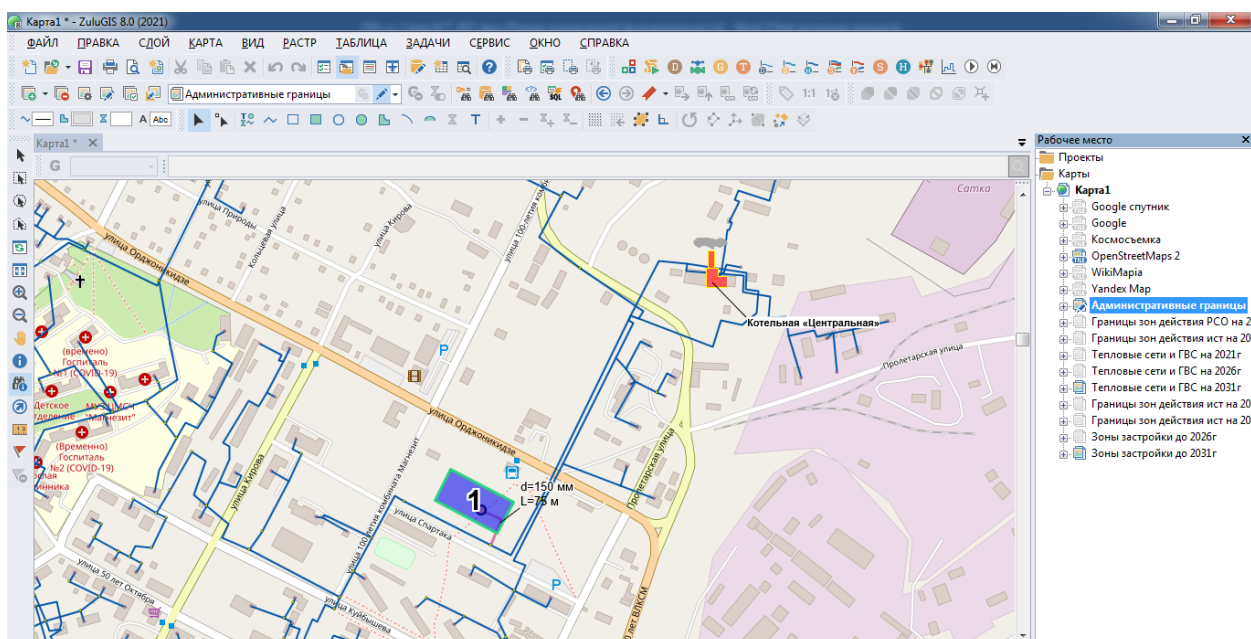 Карта1 * - ZuluGIS 8.0 (2021)
ФАЙЛ ПРАВКА СЛОЙ КАРТА ВИД РАСТР ТАБЛИЦА ЗАДАЧИ СЕРВИС ОКНО СПРАВКА
Административные границы
SQL
1:1
A Abc
Карта1 *
G
Рабочее место
Проекты
Карты
Карта1
Google спутник
Google
Космосъемка
OpenStreetMaps 2
WikiMapia
Yandex Map
Административные границы
Границы зон действия РСО на 2
Границы зон действия ист на 20
Тепловые сети и ГВС на 2021г
Тепловые сети и ГВС на 2026г
Тепловые сети и ГВС на 2031г
Границы зон действия ист на 20
Границы зон действия ист на 20
Зоны застройки до 2026г
Зоны застройки до 2031г
улица Природы
Кольцевая улица
улица Кирова
улица 100-летия комбината
Сатка
улица Орджоникидзе
Котельная «Центральная»
(временно)
Госпиталь
№1 (COVID-19)
P
Пролетарская улица
Детское
отделение
"Магнезит"
улица Орджоникидзе
4
(Временно)
Госпиталь
№2 (COVID-19)
улица Кирова
улица 100-летия комбината Магнезит
d=150 мм
L=75 м
1
Пролетарская улица
улица Спартака
улица 50 лет Октября
P
улица Куйбышева
лет ВЛКСМ